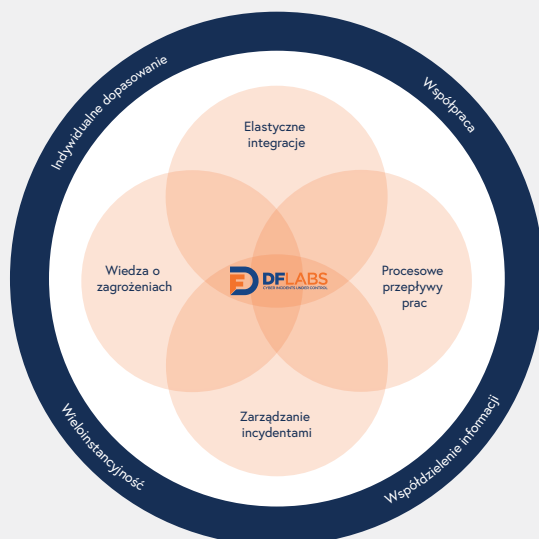 Indywidualne dopasowanie
Współpraca
Elastyczne
integracje
Wiedza o
zagrożeniach
DFLABS
CYBER INCIDENTS UNDER CONTROL
Procesowe
przepływy
prac
Zarządzanie
incydentami
Wieloinstancyjność
Współdzielenie informacji